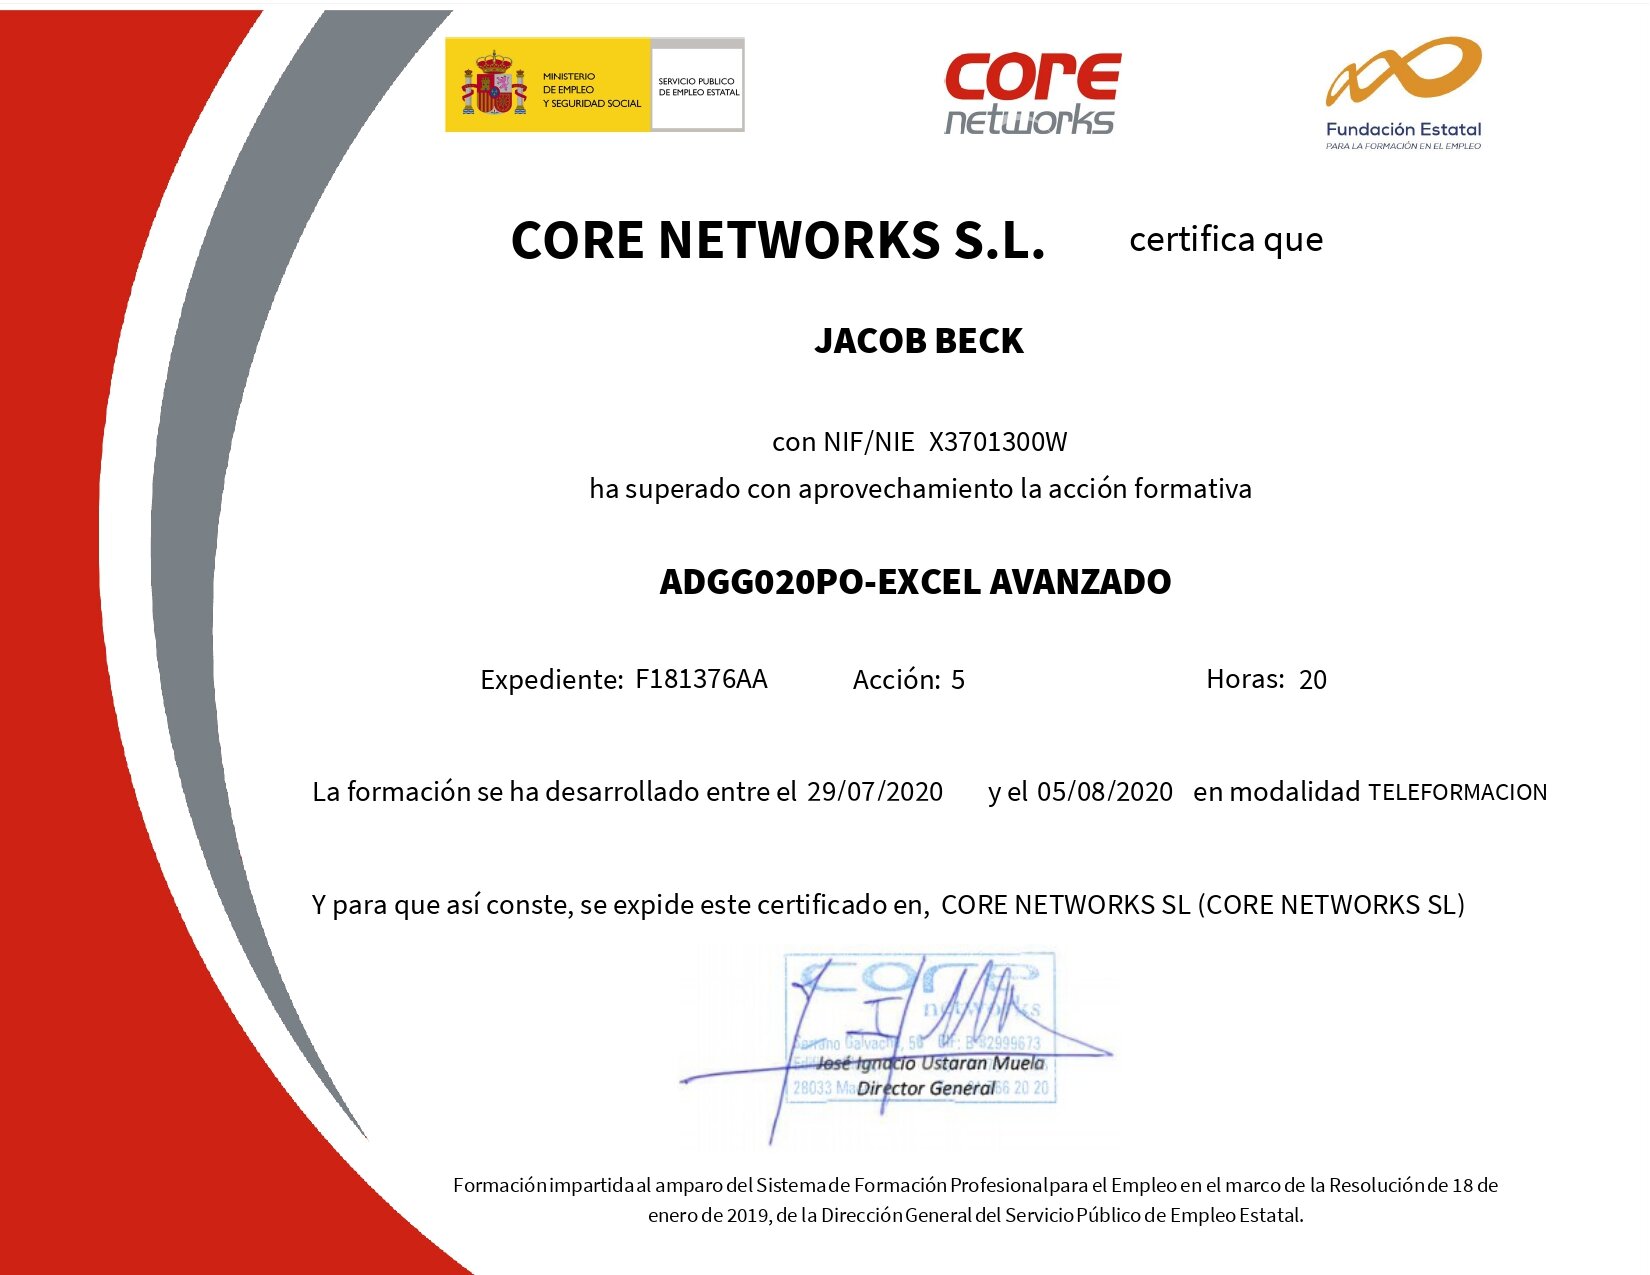 MINISTERIO
DE EMPLEO
Y SEGURIDAD SOCIAL
SERVICIO PUBLICO
DE EMPLEO ESTATAL
core
networks
Fundación Estatal
PARA LA FORMACIÓN EN EL EMPLEO
CORE NETWORKS S.L. certifica que
JACOB BECK
con NIF/NIE X3701300W
ha superado con aprovechamiento la acción formativa
ADGG020PO-EXCEL AVANZADO
Expediente: F181376AA Acción: 5 Horas: 20
La formación se ha desarrollado entre el 29/07/2020 y el 05/08/2020 en modalidad TELEFORMACION
Y para que así conste, se expide este certificado en, CORE NETWORKS SL (CORE NETWORKS SL)
core
networks
Serrano Galvache, 56 CIF: B-82999673
José Ignacio Ustaran Muela
28033 20 20
Director General
Formación impartida al amparo del Sistema de Formación Profesional para el Empleo en el marco de la Resolución de 18 de
enero de 2019, de la Dirección General del Servicio Público de Empleo Estatal.